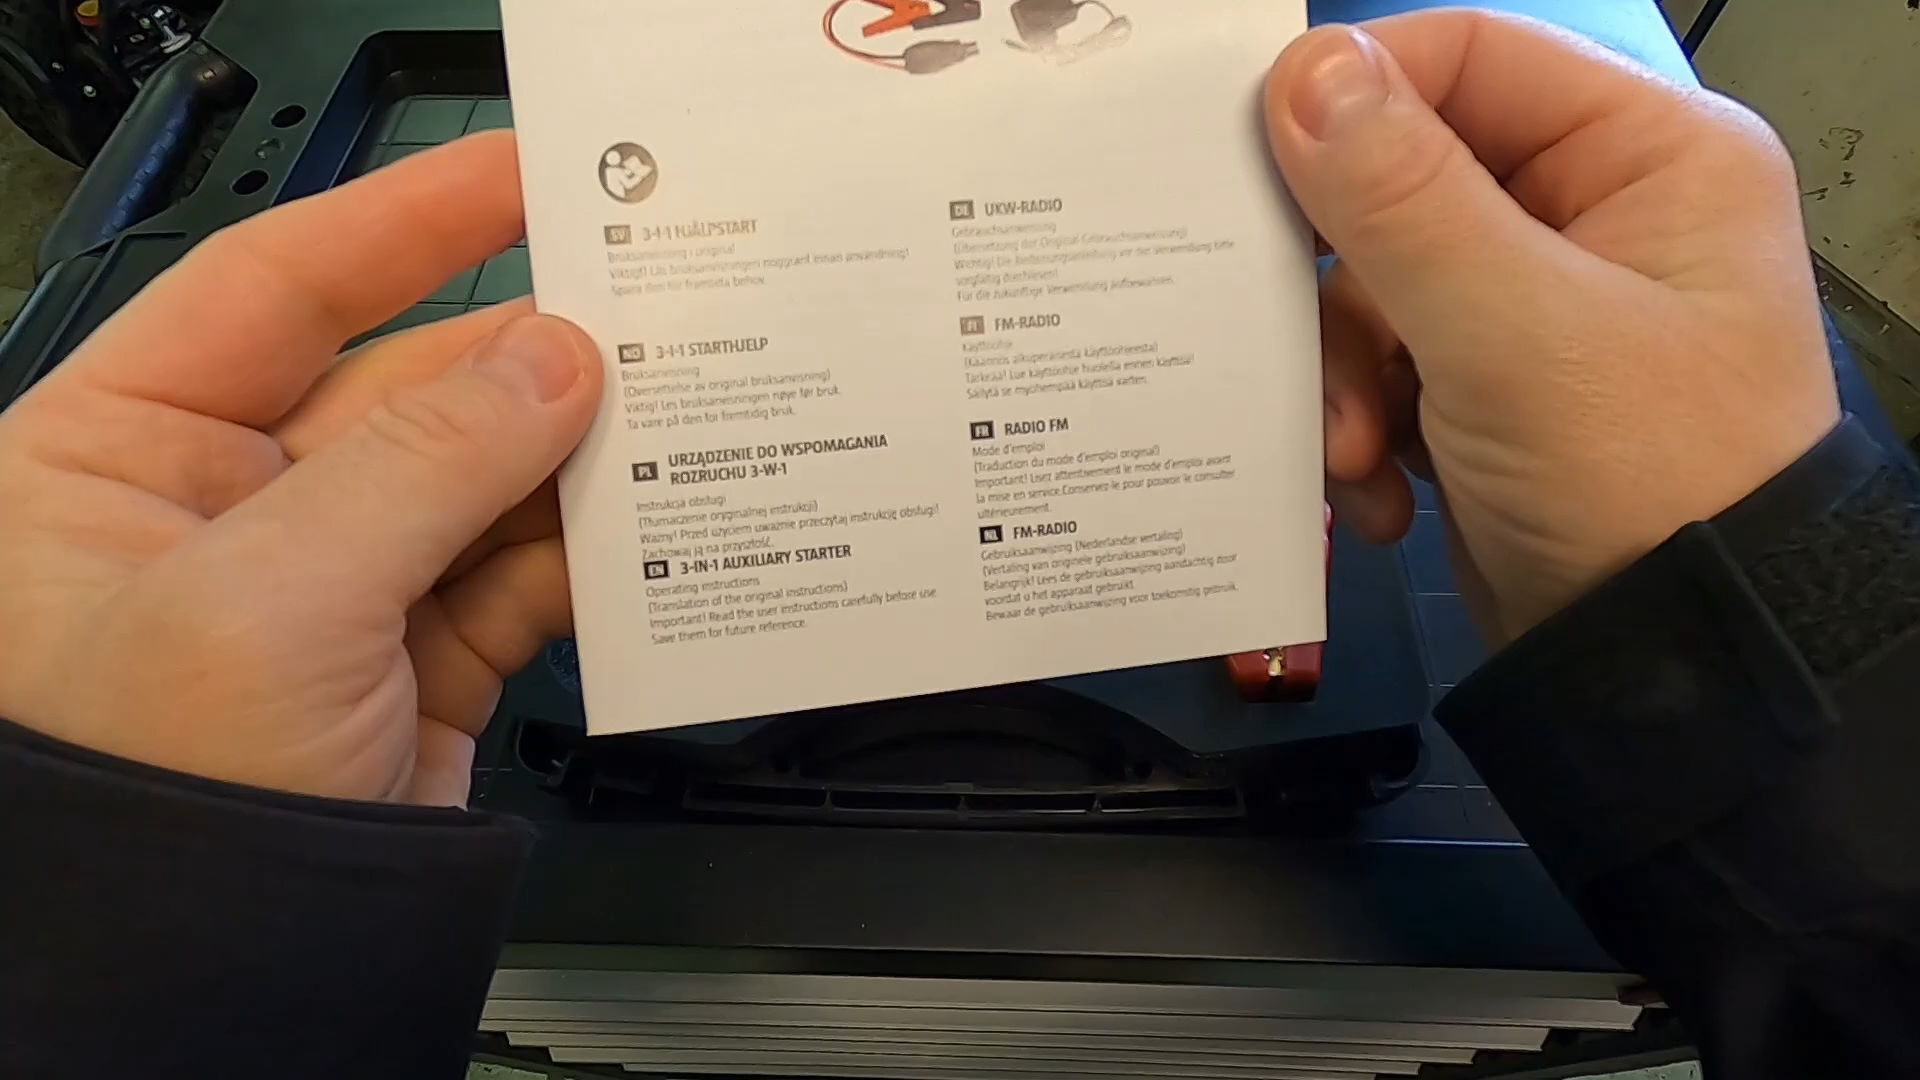 SV 3-I-1 HJÄLPSTART
Bruksanvisning i original
Viktigt! Läs bruksanvisningen noggrant innan användning!
Spara den för framtida behov.
NO 3-I-1 STARTHJELP
Bruksanvisning
(Oversettelse av original bruksanvisning)
Viktig! Les bruksanvisningen nøye før bruk.
Ta vare på den for fremtidig bruk.
PL URZĄDZENIE DO WSPOMAGANIA
ROZRUCHU 3-W-1
Instrukcja obsługi
(Tłumaczenie oryginalnej instrukcji)
Ważny! Przed użyciem uważnie przeczytaj instrukcję obsługi!
Zachowaj ją na przyszłość.
EN 3-IN-1 AUXILIARY STARTER
Operating instructions
(Translation of the original instructions)
Important! Read the user instructions carefully before use.
Save them for future reference.
DE UKW-RADIO
Gebrauchsanweisung
(Übersetzung der Original-Gebrauchsanweisung)
Wichtig! Die Bedienungsanleitung vor der Verwendung bitte
sorgfältig durchlesen!
Für die zukünftige Verwendung aufbewahren.
FI FM-RADIO
Käyttöohje
(Käännös alkuperäisestä käyttöohjeesta)
Tärkeää! Lue käyttöohje huolella ennen käyttöä!
Säilytä se myöhempää käyttöä varten.
FR RADIO FM
Mode d'emploi
(Traduction du mode d'emploi original)
Important! Lisez attentivement le mode d'emploi avant
la mise en service.Conservez-le pour pouvoir le consulter
ultérieurement.
NL FM-RADIO
Gebruiksaanwijzing (Nederlandse vertaling)
(Vertaling van originele gebruiksaanwijzing)
Belangrijk! Lees de gebruiksaanwijzing aandachtig door
voordat u het apparaat gebruikt.
Bewaar de gebruiksaanwijzing voor toekomstig gebruik.